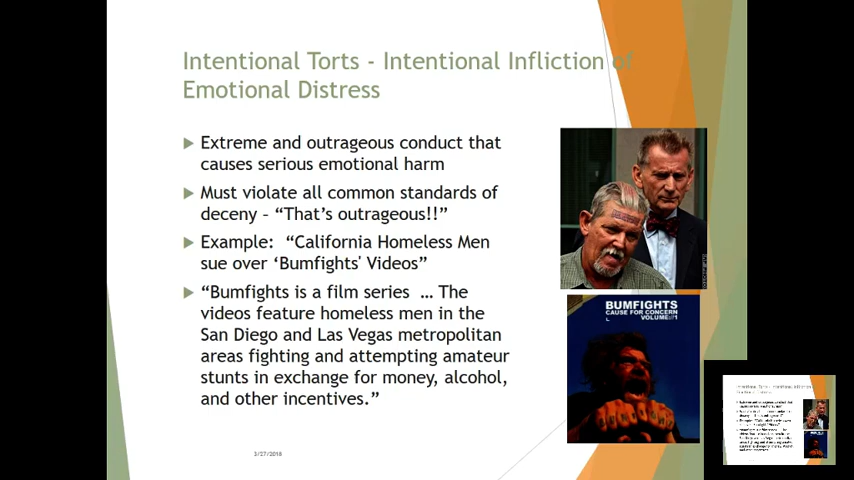 Intentional Torts - Intentional Infliction of
Emotional Distress
Extreme and outrageous conduct that
causes serious emotional harm
Must violate all common standards of
deceny – “That’s outrageous!!”
Example: “California Homeless Men
sue over ‘Bumfights' Videos”
“Bumfights is a film series … The
videos feature homeless men in the
San Diego and Las Vegas metropolitan
areas fighting and attempting amateur
stunts in exchange for money, alcohol,
and other incentives.”
BUMFIGHTS
CAUSE FOR CONCERN
3/27/2018